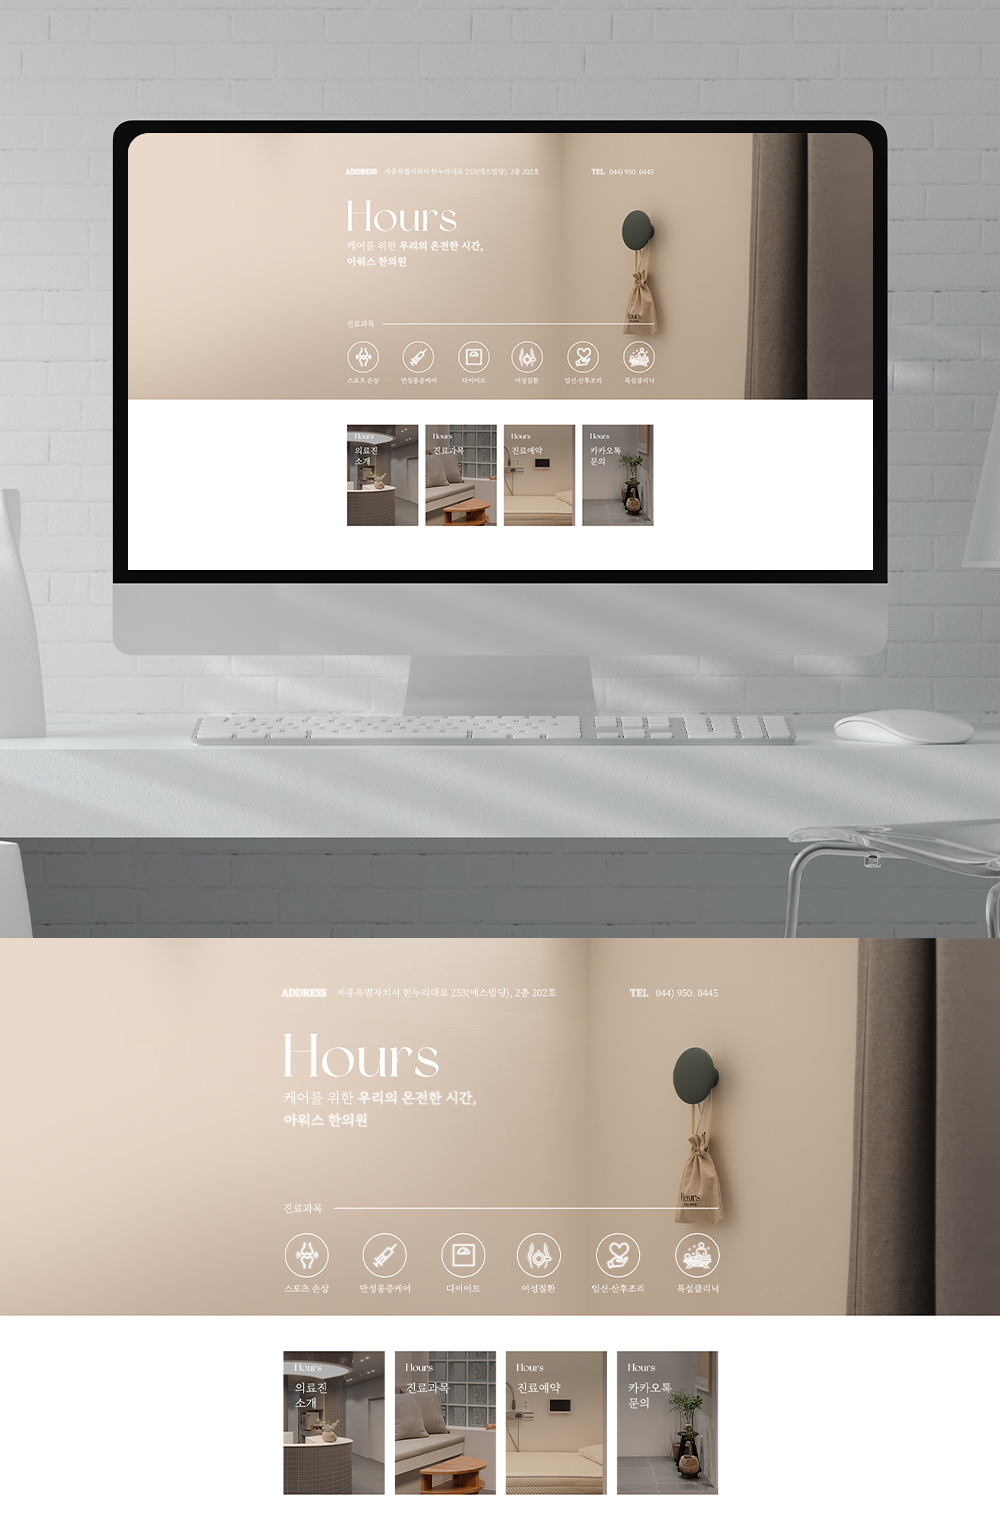 ADDRESS 세종특별자치시 한누리대로 253(에스빌딩), 2층 202호 TEL 044) 950. 0445
Hours
케어를 위한 우리의 온전한 시간,
아워스 한의원
Hours
진료과목
스포츠 손상 만성통증케어 다이어트 여성질환 임신·산후조리 특설클리닉
Hours Hours Hours Hours
의료진 진료과목 진료예약 카카오톡
소개 문의
ADDRESS 세종특별자치시 한누리대로 253(에스빌딩), 2층 202호 TEL 044) 950. 0445
Hours
케어를 위한 우리의 온전한 시간,
아워스 한의원
Hours
진료과목
스포츠 손상 만성통증케어 다이어트 여성질환 임신·산후조리 특설클리닉
Hours Hours Hours Hours
의료진 진료과목 진료예약 카카오톡
소개 문의